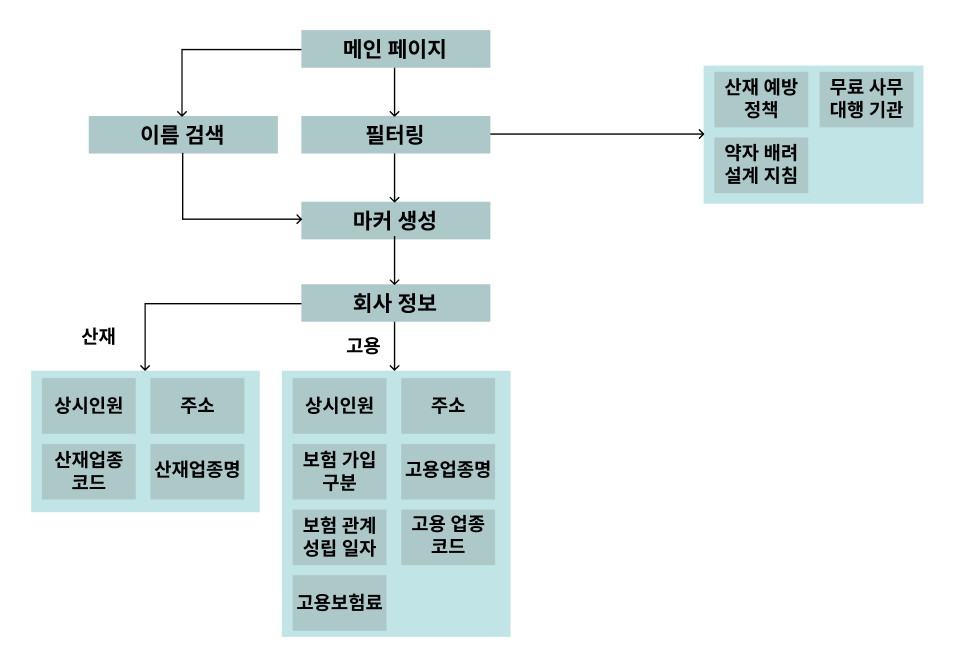 메인 페이지
이름 검색
필터링
산재 예방
정책
무료 사무
대행 기관
약자 배려
설계 지침
마커 생성
회사 정보
산재
고용
상시인원
주소
산재업종
코드
산재업종명
상시인원
주소
보험 가입
구분
고용업종명
보험 관계
성립 일자
고용 업종
코드
고용보험료